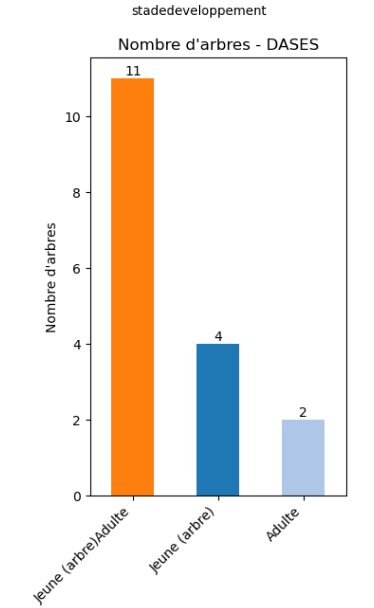 stadedeveloppement
Nombre d'arbres - DASES
Nombre d'arbres
10
8
6
4
2
0
11
4
2
Jeune (arbre)Adulte
Jeune (arbre)
Adulte